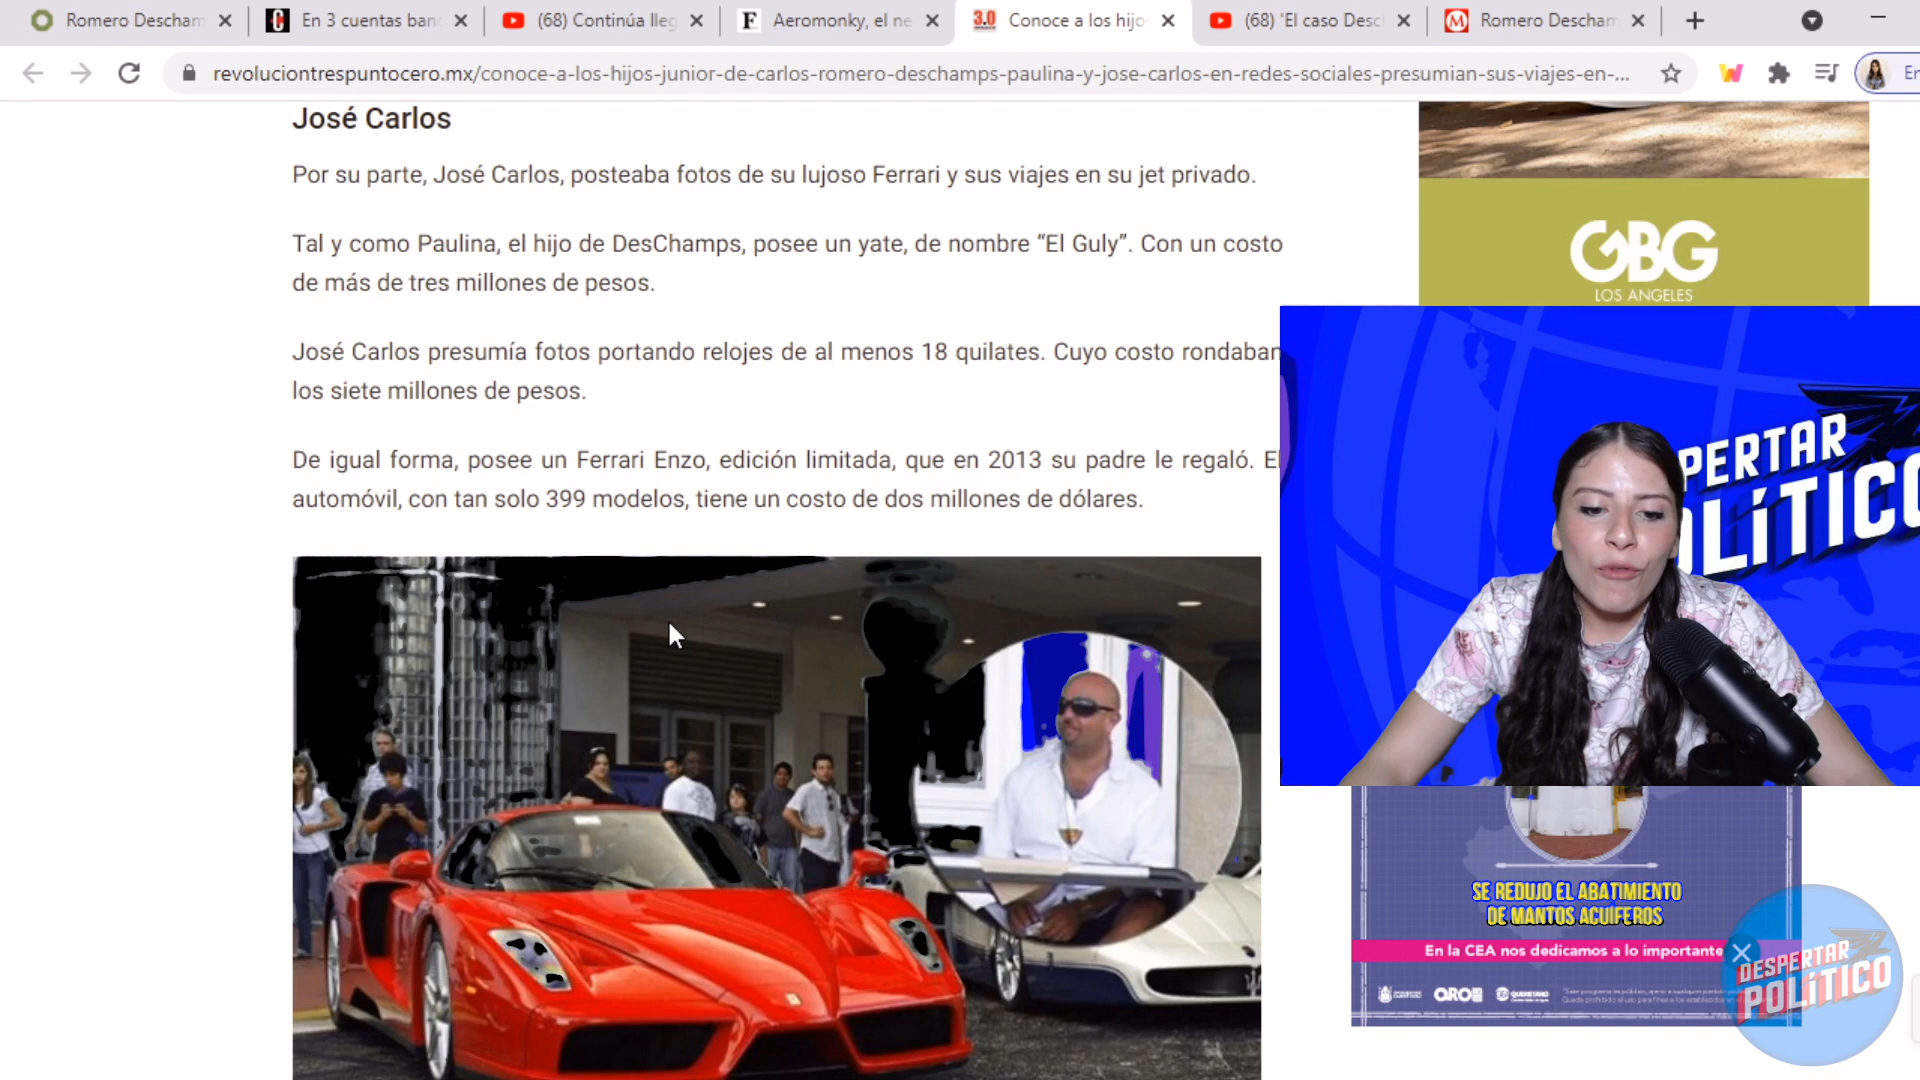 Romero Descham
En 3 cuentas ban
(68) Continúa lleg
Aeromonky, el ne
3.0
Conoce a los hijo
(68) 'El caso Desc
Romero Descham
revoluciontrespuntocero.mx/conoce-a-los-hijos-junior-de-carlos-romero-deschamps-paulina-y-jose-carlos-en-redes-sociales-presumian-sus-viajes-en-...
José Carlos
Por su parte, José Carlos, posteaba fotos de su lujoso Ferrari y sus viajes en su jet privado.
Tal y como Paulina, el hijo de DesChamps, posee un yate, de nombre “El Guly”. Con un costo
de más de tres millones de pesos.
José Carlos presumía fotos portando relojes de al menos 18 quilates. Cuyo costo rondaban
los siete millones de pesos.
De igual forma, posee un Ferrari Enzo, edición limitada, que en 2013 su padre le regaló. El
automóvil, con tan solo 399 modelos, tiene un costo de dos millones de dólares.
GBG
LOS ANGELES
SPERTAR
OLÍTICO
SE REDUJO EL ABATIMIENTO
DE MANTOS ACUÍFEROS
En la CEA nos dedicamos a lo importante
QRO
QUERÉTARO
DESPERTAR
POLÍTICO